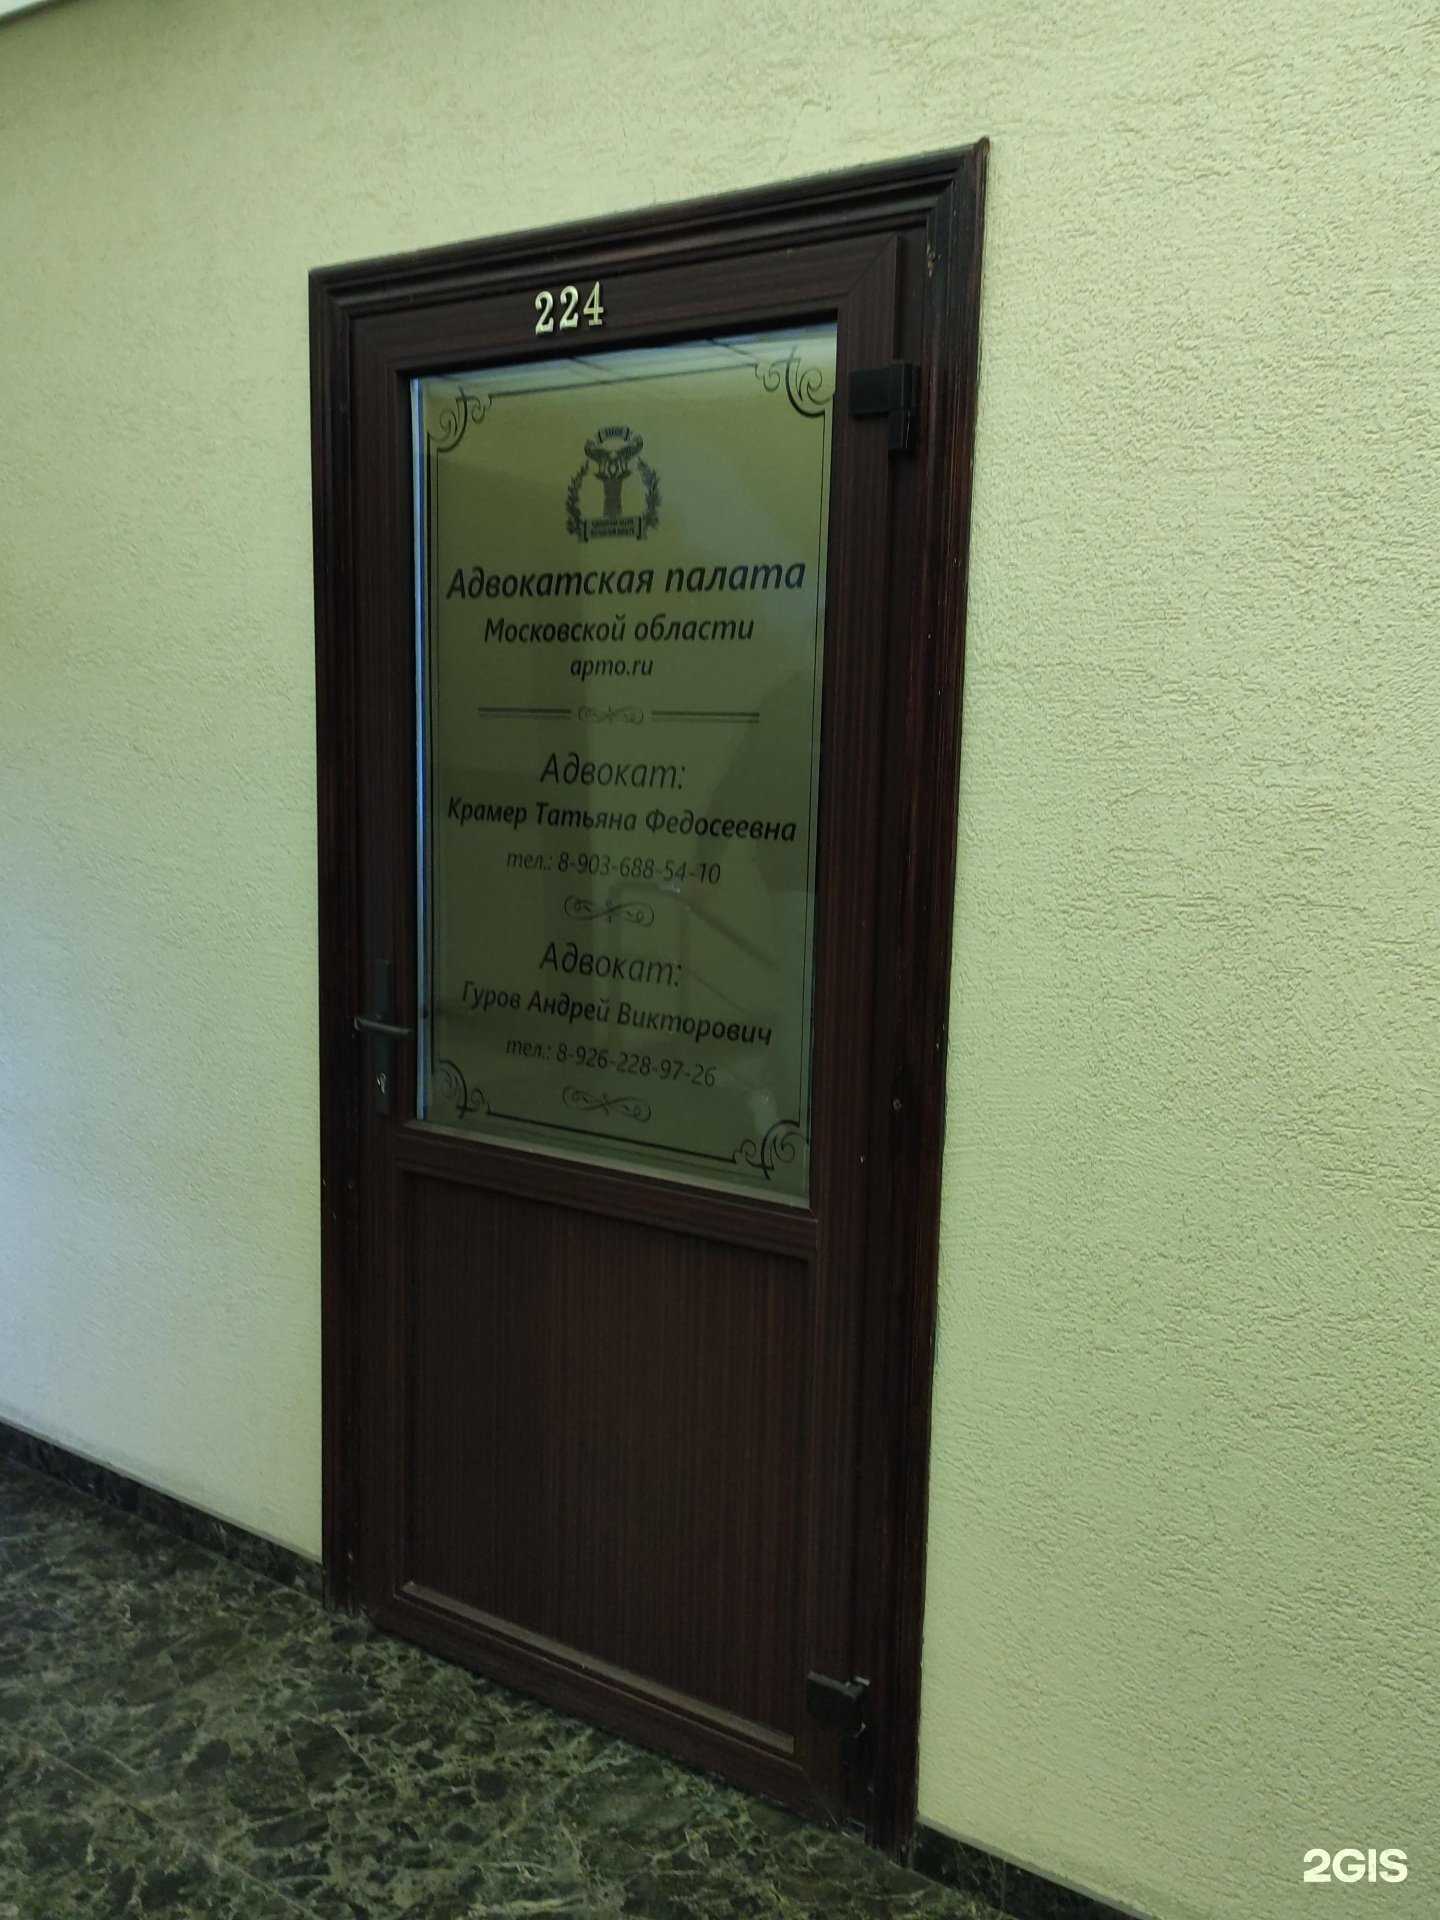 224
Адвокатская палата
Московской области
apmo.ru
Адвокат:
Крамер Татьяна Федосеевна
тел.: 8-903-688-54-10
Адвокат:
Гуров Андрей Викторович
тел.: 8-926-228-97-26
2GIS